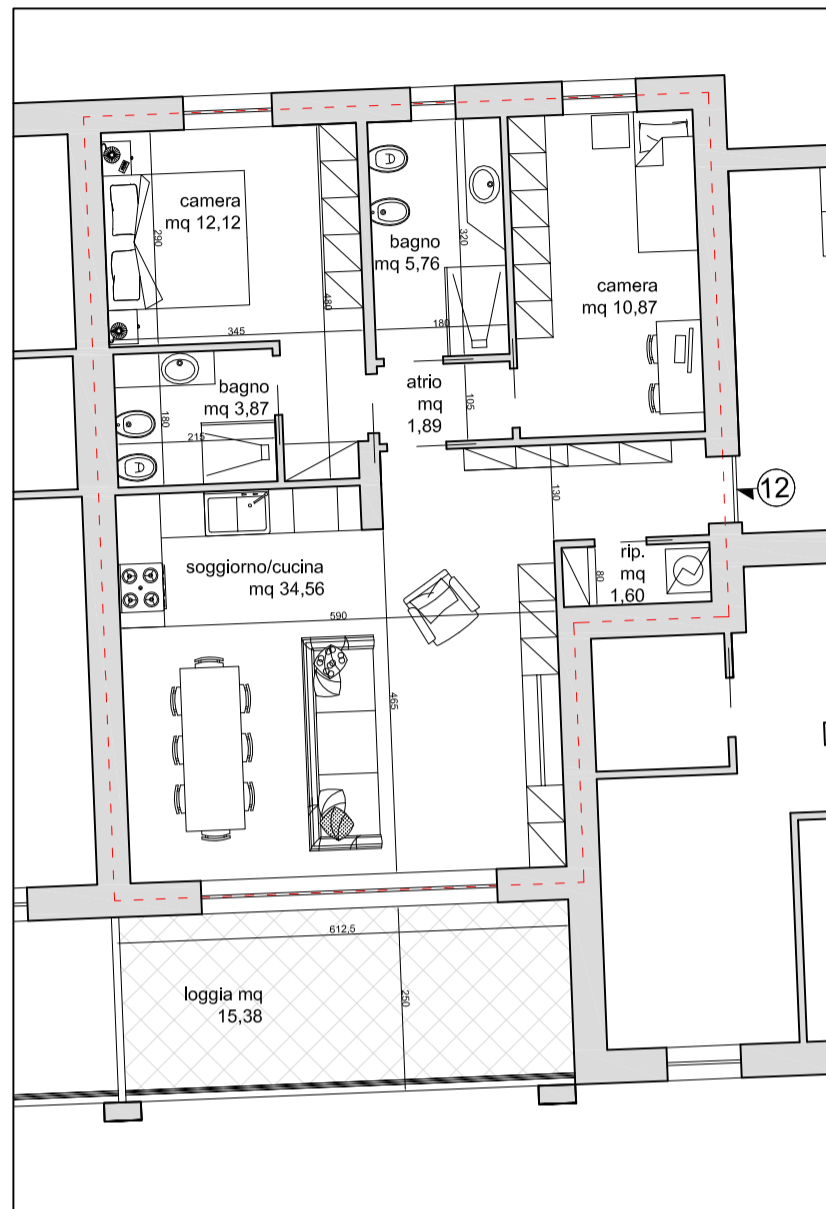 camera
mq 12,12
290
480
345
bagno
mq 5,76
320
180
camera
mq 10,87
bagno
mq 3,87
180
215
atrio
mq
1,89
105
130
12
soggiorno/cucina
mq 34,56
rip.
mq
1,60
80
590
465
612,5
loggia mq
15,38
250